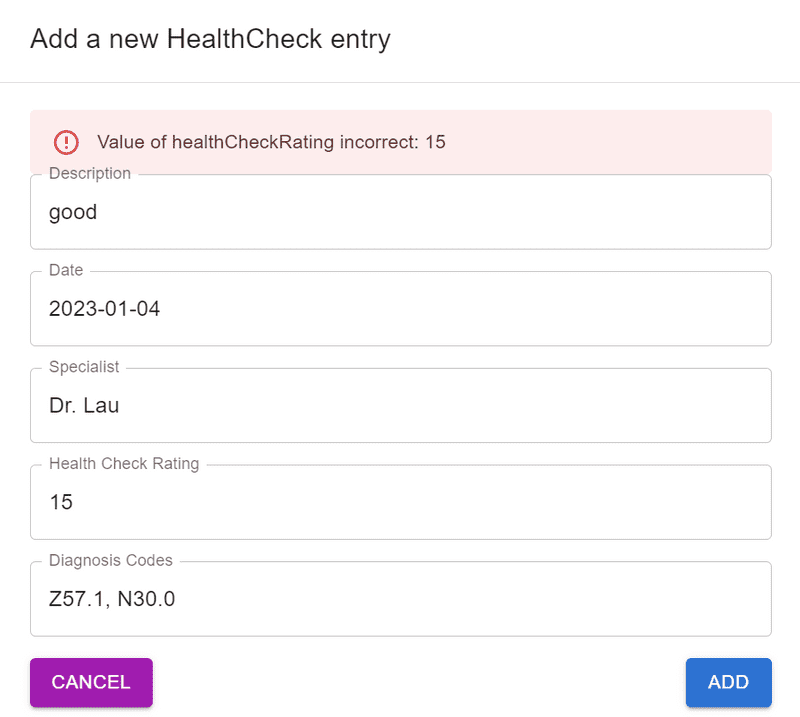 Add a new HealthCheck entry
Value of healthCheckRating incorrect: 15
Description
good
Date
2023-01-04
Specialist
Dr. Lau
Health Check Rating
15
Diagnosis Codes
Z57.1, N30.0
CANCEL ADD